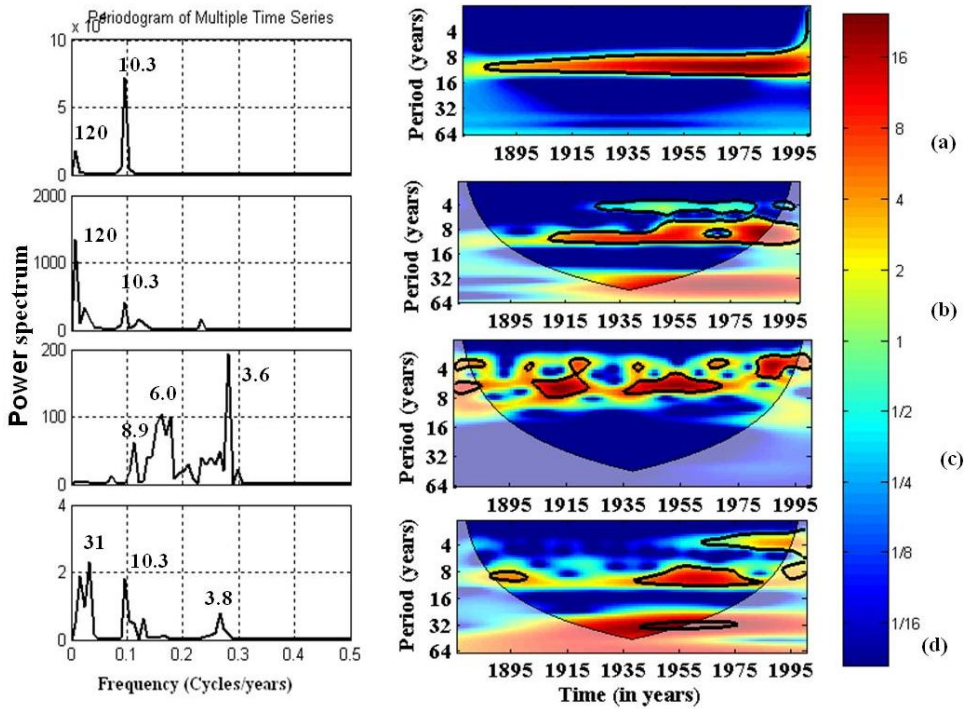 Periodogram of Multiple Time Series
x 10⁴
10
5
0
120
10.3
2000
1000
0
120
10.3
200
100
0
8.9
6.0
3.6
4
2
0
31
10.3
3.8
0 0.1 0.2 0.3 0.4 0.5
Frequency (Cycles/years)
Power spectrum
Period (years)
8
16
32
64
1895 1915 1935 1955 1975 1995
(a)
Period (years)
4
8
16
32
64
1895 1915 1935 1955 1975 1995
(b)
Period (years)
4
8
16
32
64
1895 1915 1935 1955 1975 1995
(c)
Period (years)
4
8
16
32
64
1895 1915 1935 1955 1975 1995
(d)
Time (in years)
16
8
4
2
1
1/2
1/4
1/8
1/16